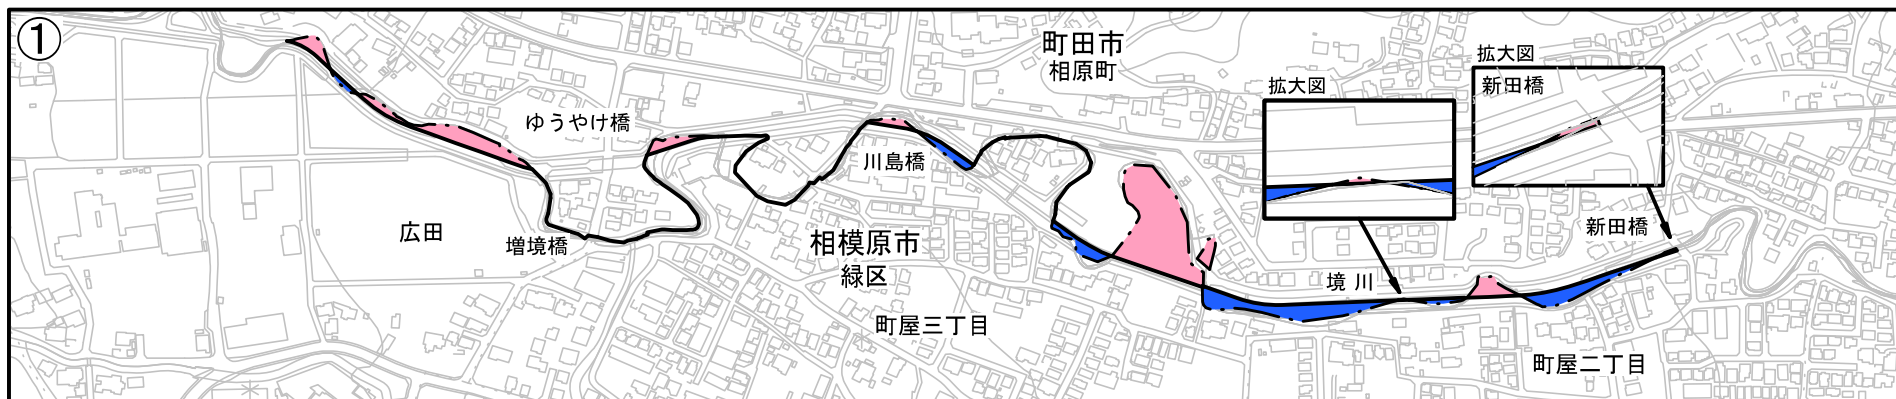 ①
町田市
相原町
拡大図
新田橋
拡大図
ゆうやけ橋
川島橋
広田
増境橋
相模原市
緑区
新田橋
境川
町屋三丁目
町屋二丁目